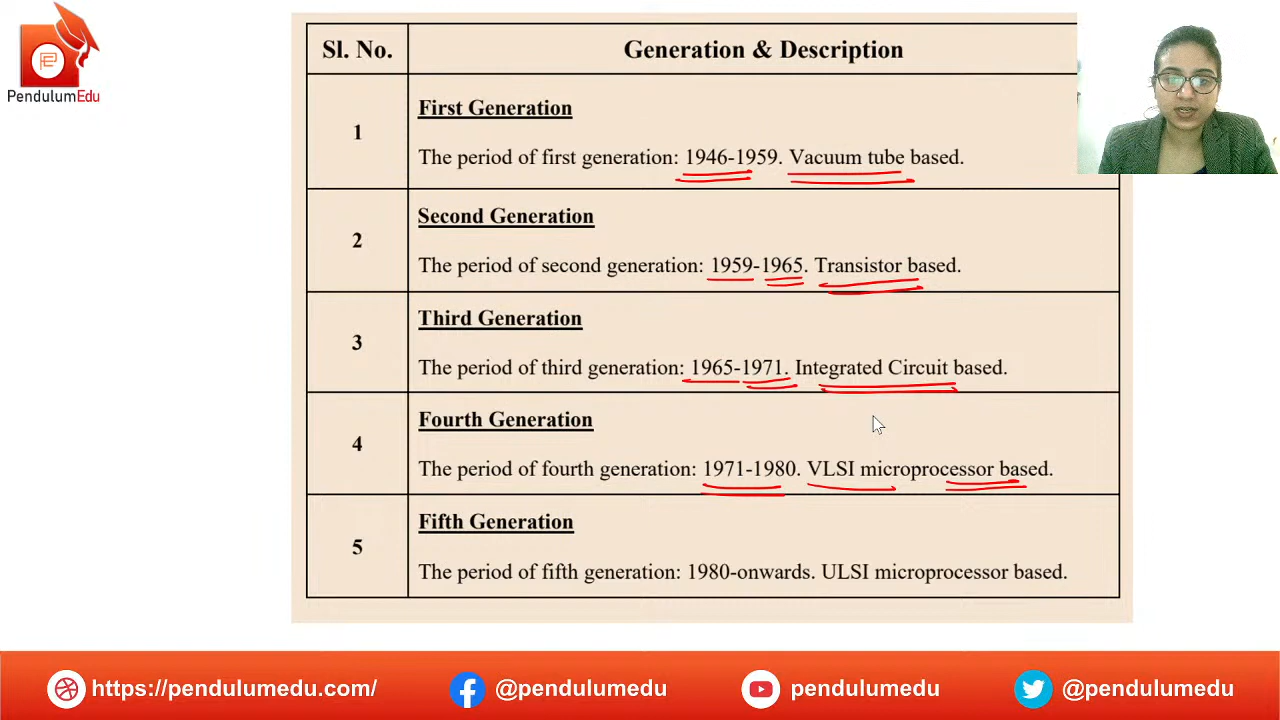 PendulumEdu
Sl. No. Generation & Description
1
First Generation
The period of first generation: 1946-1959. Vacuum tube based.
2
Second Generation
The period of second generation: 1959-1965. Transistor based.
3
Third Generation
The period of third generation: 1965-1971. Integrated Circuit based.
4
Fourth Generation
The period of fourth generation: 1971-1980. VLSI microprocessor based.
5
Fifth Generation
The period of fifth generation: 1980-onwards. ULSI microprocessor based.
https://pendulumedu.com/ @pendulumedu pendulumedu @pendulumedu